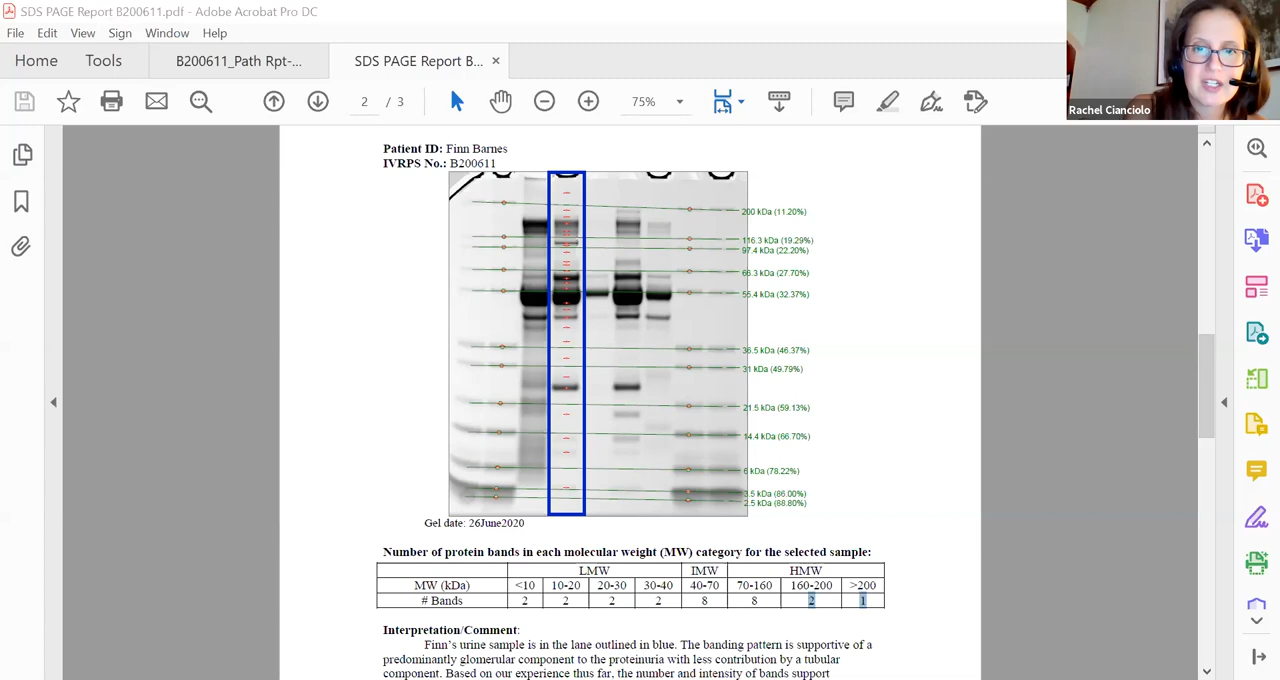 SDS PAGE Report B200611.pdf - Adobe Acrobat Pro DC
File Edit View Sign Window Help
Home Tools B200611_Path Rpt-... SDS PAGE Report B... ×
2 / 3 75%
Rachel Cianciolo
Patient ID: Finn Barnes
IVRPS No.: B200611
200 kDa (11.20%)
116.3 kDa (19.29%)
97.4 kDa (22.20%)
66.3 kDa (27.70%)
55.4 kDa (32.37%)
36.5 kDa (46.37%)
31 kDa (49.79%)
21.5 kDa (59.13%)
14.4 kDa (66.70%)
6 kDa (78.22%)
3.5 kDa (86.00%)
2.5 kDa (88.80%)
Gel date: 26June2020
Number of protein bands in each molecular weight (MW) category for the selected sample:
LMW IMW HMW
MW (kDa) <10 10-20 20-30 30-40 40-70 70-160 160-200 >200
# Bands 2 2 2 2 8 8 2 1
Interpretation/Comment:
Finn's urine sample is in the lane outlined in blue. The banding pattern is supportive of a
predominantly glomerular component to the proteinuria with less contribution by a tubular
component. Based on our experience thus far, the number and intensity of bands support